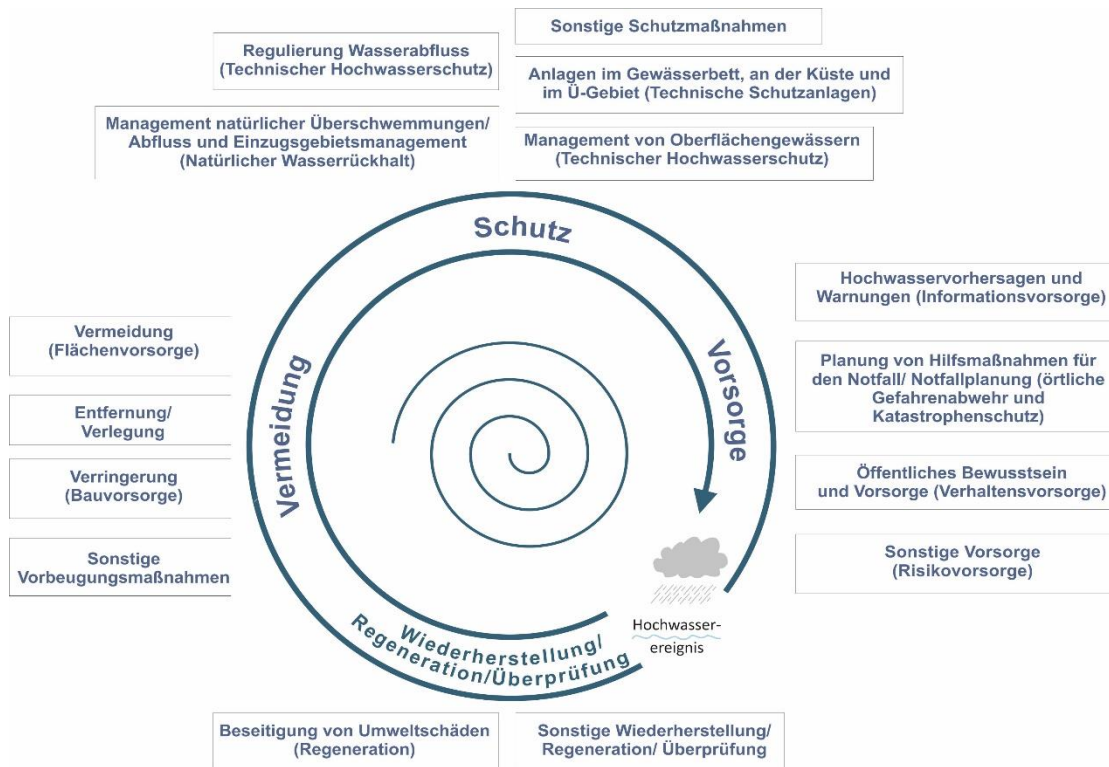 Sonstige Schutzmaßnahmen
Regulierung Wasserabfluss
(Technischer Hochwasserschutz)
Anlagen im Gewässerbett, an der Küste und
im Ü-Gebiet (Technische Schutzanlagen)
Management natürlicher Überschwemmungen/
Abfluss und Einzugsgebietsmanagement
(Natürlicher Wasserrückhalt)
Management von Oberflächengewässern
(Technischer Hochwasserschutz)
Schutz
Vorsorge
Vermeidung
Hochwasservorhersagen und
Warnungen (Informationsvorsorge)
Vermeidung
(Flächenvorsorge)
Planung von Hilfsmaßnahmen für
den Notfall/ Notfallplanung (örtliche
Gefahrenabwehr und
Katastrophenschutz)
Entfernung/
Verlegung
Verringerung
(Bauvorsorge)
Öffentliches Bewusstsein
und Vorsorge (Verhaltensvorsorge)
Sonstige
Vorbeugungsmaßnahmen
Sonstige Vorsorge
(Risikovorsorge)
Hochwasser-
ereignis
Wiederherstellung/
Regeneration/Überprüfung
Beseitigung von Umweltschäden
(Regeneration)
Sonstige Wiederherstellung/
Regeneration/ Überprüfung